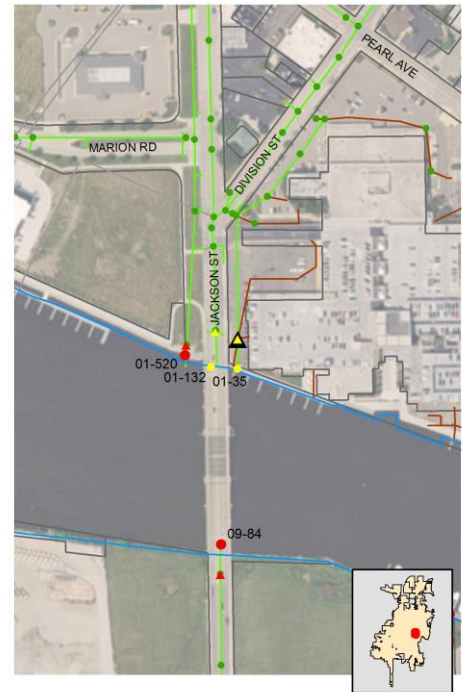 PEARL AVE
MARION RD
DIVISION ST
JACKSON ST
01-520
01-132
01-35
09-84